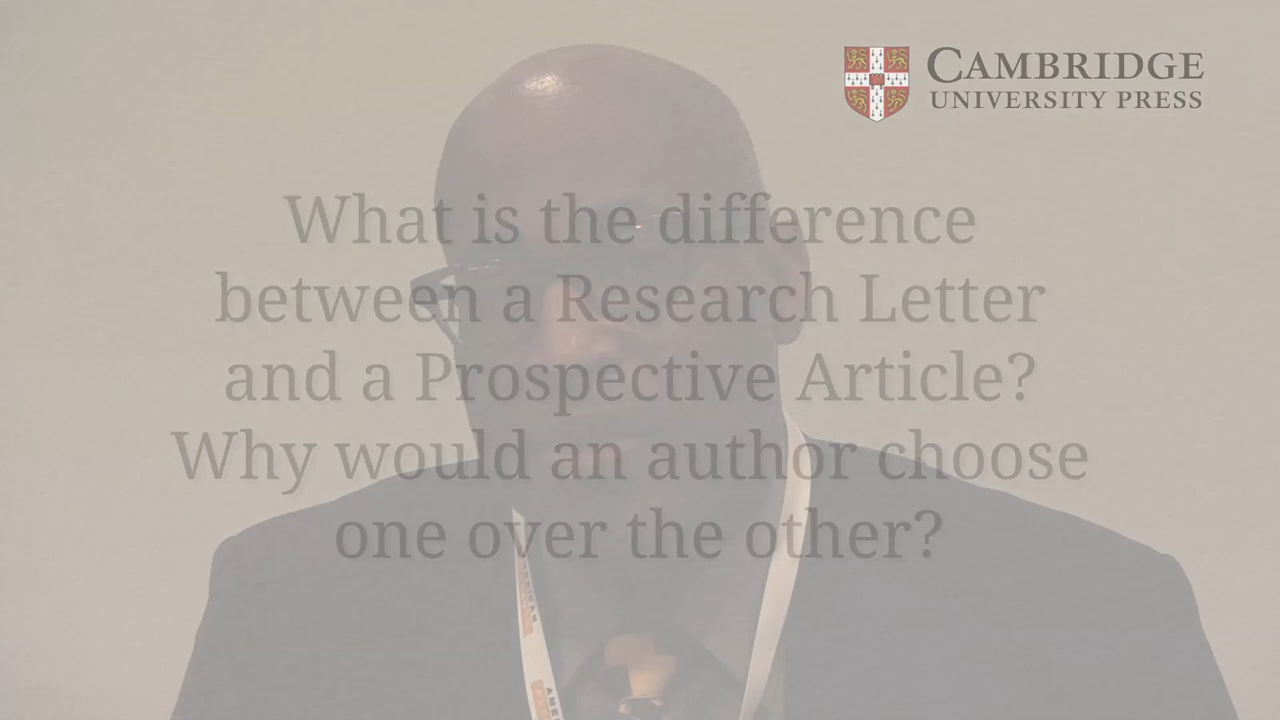 CAMBRIDGE
UNIVERSITY PRESS
What is the difference
between a Research Letter
and a Prospective Article?
Why would an author choose
one over the other?